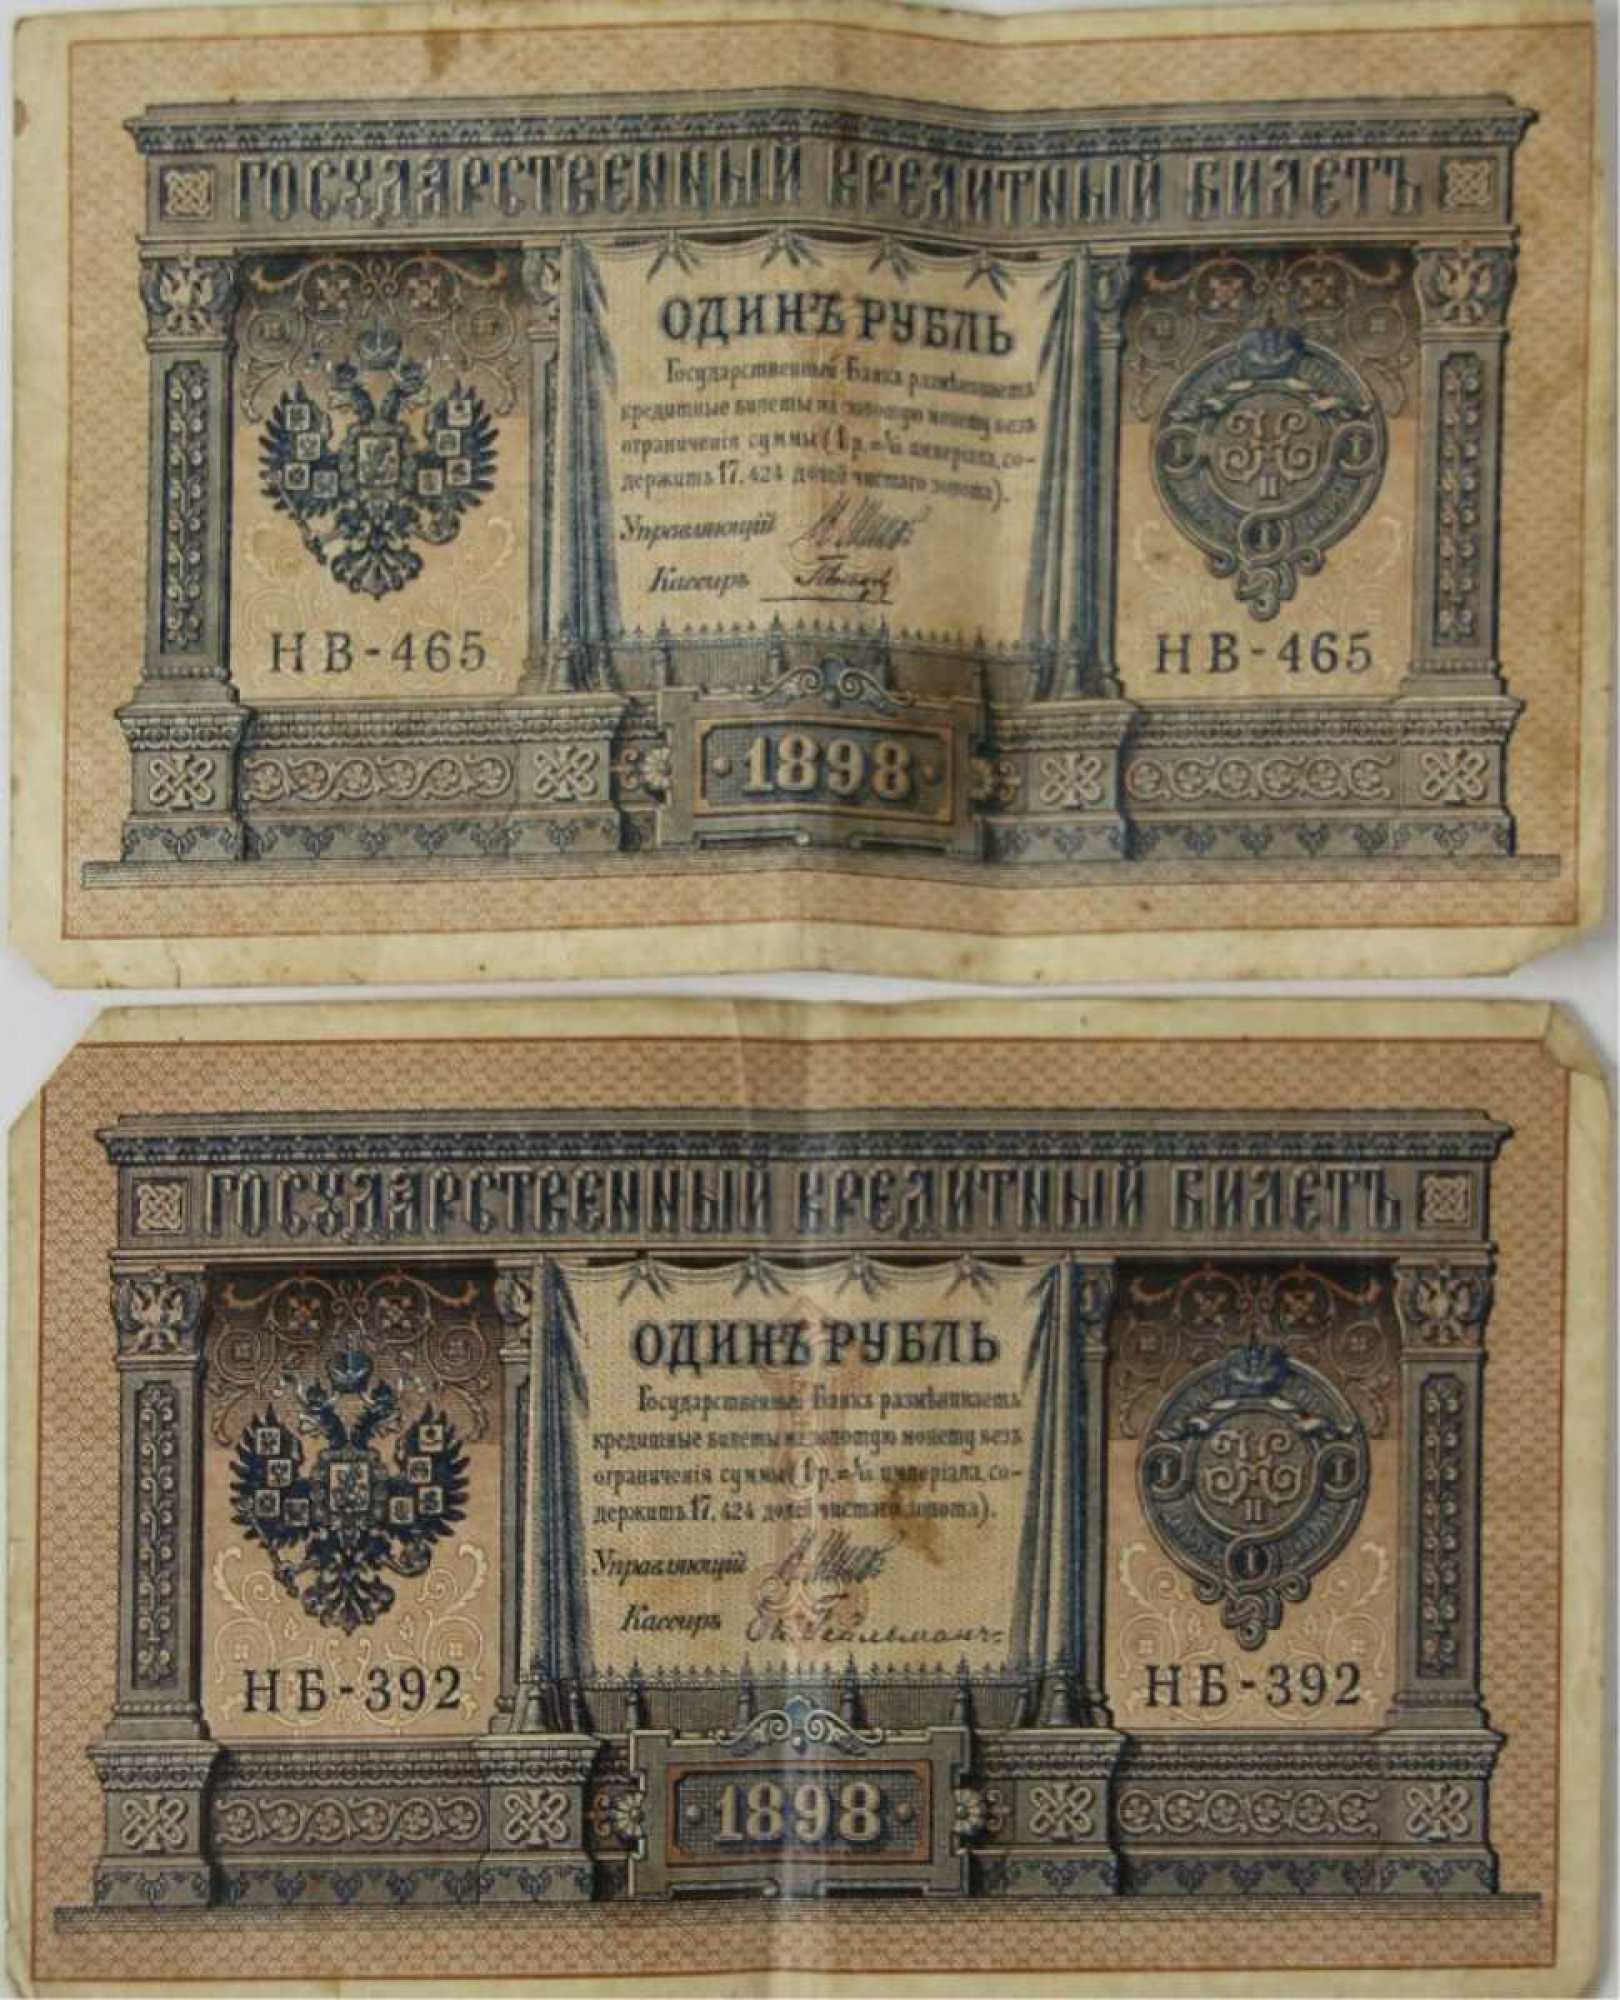 ГОСУДАРСТВЕННЫЙ КРЕДИТНЫЙ БИЛЕТЪ
ОДИНЪ РУБЛЬ
Государственный Банкъ размѣниваетъ
кредитные билеты на золотую монету безъ
ограниченія суммы (1 р. = 1/15 имперіала, со-
держитъ 17,424 долей чистаго золота).
Управляющій
Кассиръ
НВ-465
НВ-465
1898
ГОСУДАРСТВЕННЫЙ КРЕДИТНЫЙ БИЛЕТЪ
ОДИНЪ РУБЛЬ
Государственный Банкъ размѣниваетъ
кредитные билеты на золотую монету безъ
ограниченія суммы (1 р. = 1/15 имперіала, со-
держитъ 17,424 долей чистаго золота).
Управляющій
Кассиръ Гейльманъ
НБ-392
НБ-392
1898